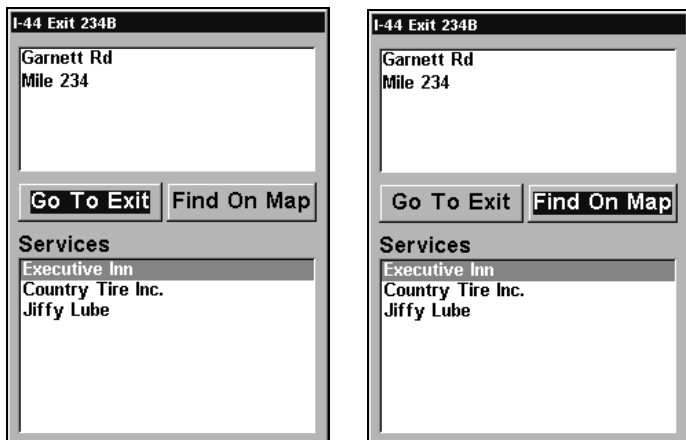 I-44 Exit 234B
Garnett Rd
Mile 234
Go To Exit Find On Map
Services
Executive Inn
Country Tire Inc.
Jiffy Lube
I-44 Exit 234B
Garnett Rd
Mile 234
Go To Exit Find On Map
Services
Executive Inn
Country Tire Inc.
Jiffy Lube